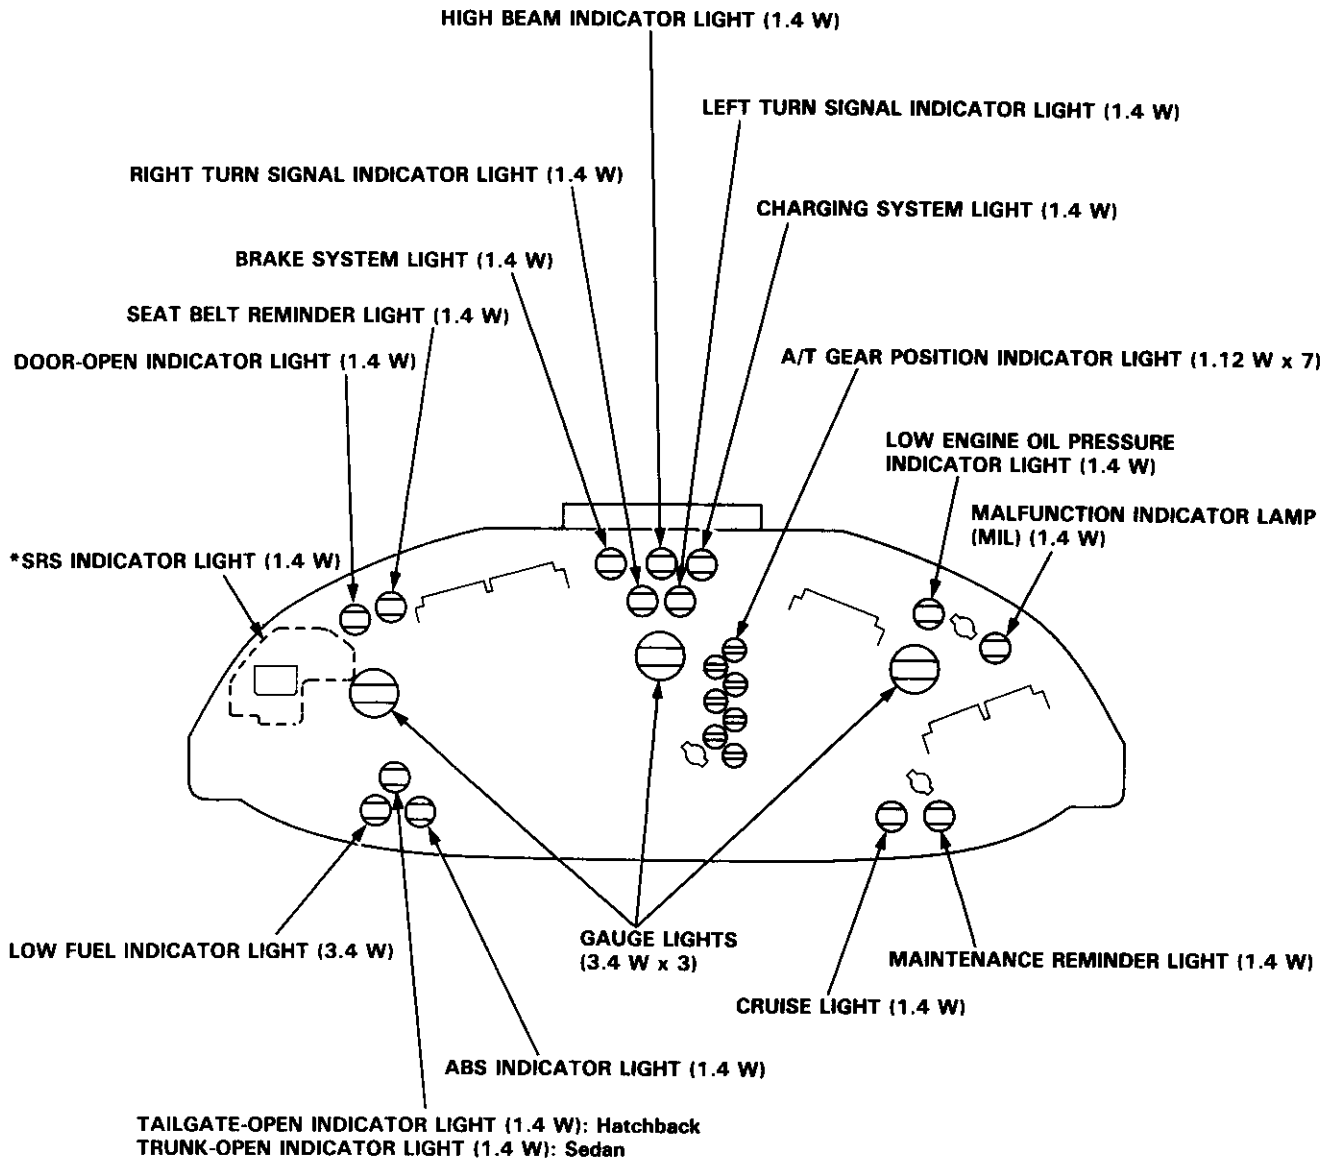 HIGH BEAM INDICATOR LIGHT (1.4 W)
LEFT TURN SIGNAL INDICATOR LIGHT (1.4 W)
RIGHT TURN SIGNAL INDICATOR LIGHT (1.4 W)
CHARGING SYSTEM LIGHT (1.4 W)
BRAKE SYSTEM LIGHT (1.4 W)
SEAT BELT REMINDER LIGHT (1.4 W)
DOOR-OPEN INDICATOR LIGHT (1.4 W)
A/T GEAR POSITION INDICATOR LIGHT (1.12 W x 7)
LOW ENGINE OIL PRESSURE
INDICATOR LIGHT (1.4 W)
MALFUNCTION INDICATOR LAMP
(MIL) (1.4 W)
*SRS INDICATOR LIGHT (1.4 W)
LOW FUEL INDICATOR LIGHT (3.4 W)
GAUGE LIGHTS
(3.4 W x 3)
MAINTENANCE REMINDER LIGHT (1.4 W)
CRUISE LIGHT (1.4 W)
ABS INDICATOR LIGHT (1.4 W)
TAILGATE-OPEN INDICATOR LIGHT (1.4 W): Hatchback
TRUNK-OPEN INDICATOR LIGHT (1.4 W): Sedan